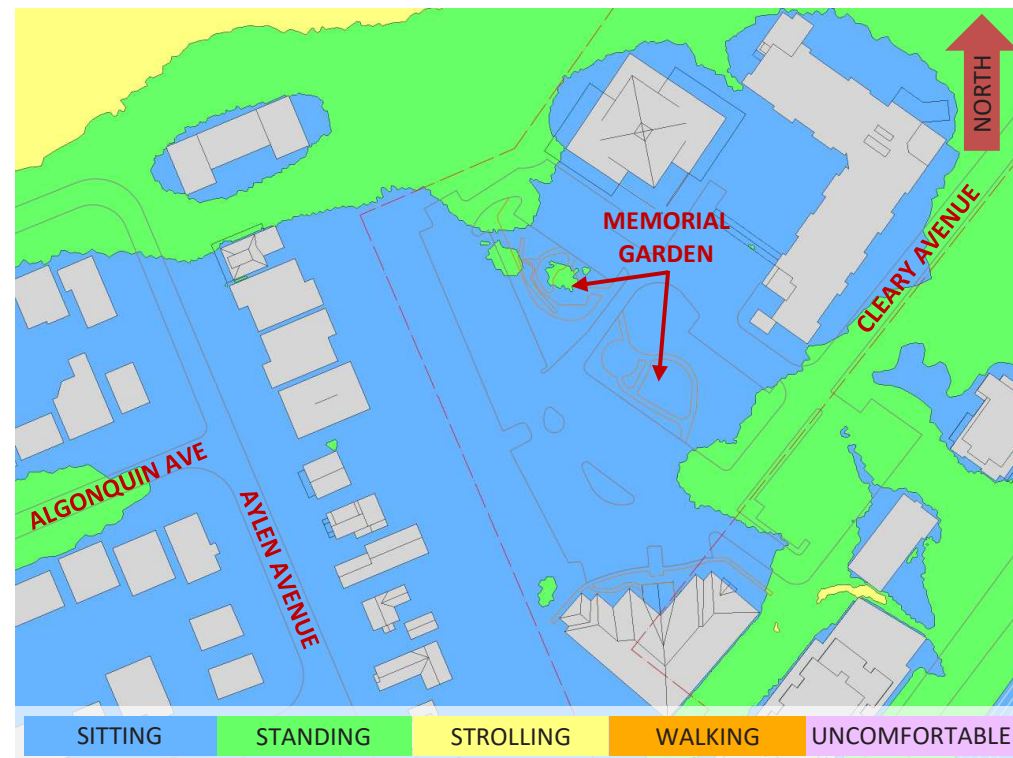 NORTH
MEMORIAL
GARDEN
CLEARY AVENUE
ALGONQUIN AVE
AYLEN AVENUE
SITTING
STANDING
STROLLING
WALKING
UNCOMFORTABLE